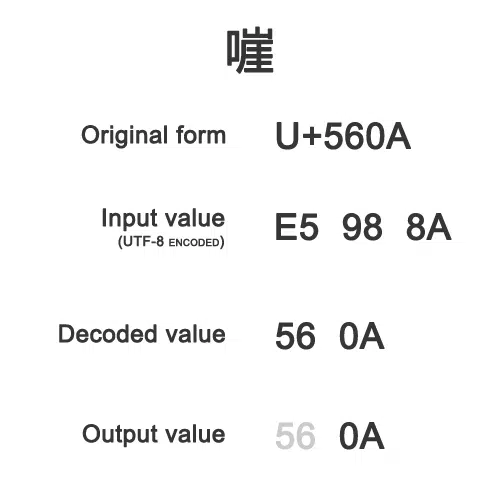 嘊
Original form U+560A
Input value E5 98 8A
(UTF-8 ENCODED)
Decoded value 56 0A
Output value 56 0A